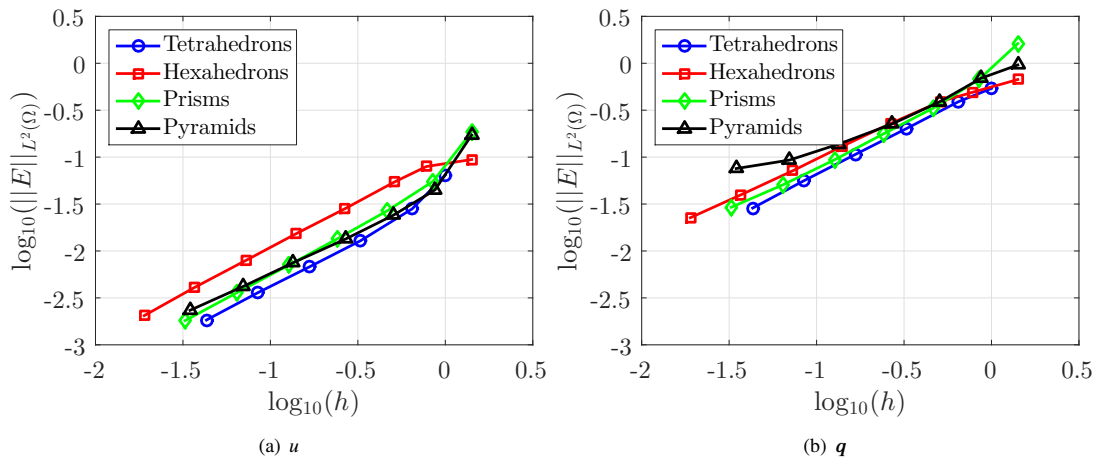 0.5
0
-0.5
-1
-1.5
-2
-2.5
-3
-2
-1.5
-1
-0.5
0
0.5
log10(||E||L2(Ω))
log10(h)
Tetrahedrons
Hexahedrons
Prisms
Pyramids
(a) u
0.5
0
-0.5
-1
-1.5
-2
-2.5
-3
-2
-1.5
-1
-0.5
0
0.5
log10(||E||L2(Ω))
log10(h)
Tetrahedrons
Hexahedrons
Prisms
Pyramids
(b) q